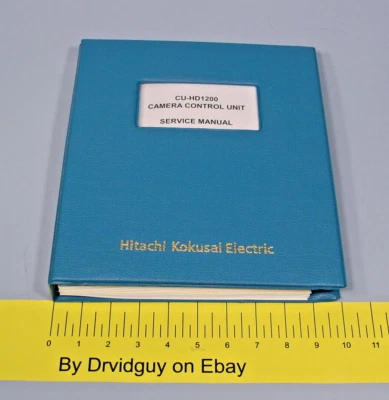 CU-HD1200
CAMERA CONTROL UNIT
SERVICE MANUAL
Hitachi Kokusai Electric
0 1 2 3 4 5 6 7 8 9 10 11
By Drvidguy on Ebay